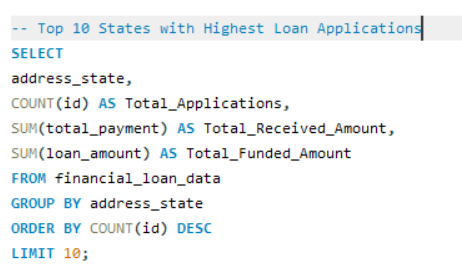 -- Top 10 States with Highest Loan Applications
SELECT
address_state,
COUNT(id) AS Total_Applications,
SUM(total_payment) AS Total_Received_Amount,
SUM(loan_amount) AS Total_Funded_Amount
FROM financial_loan_data
GROUP BY address_state
ORDER BY COUNT(id) DESC
LIMIT 10;